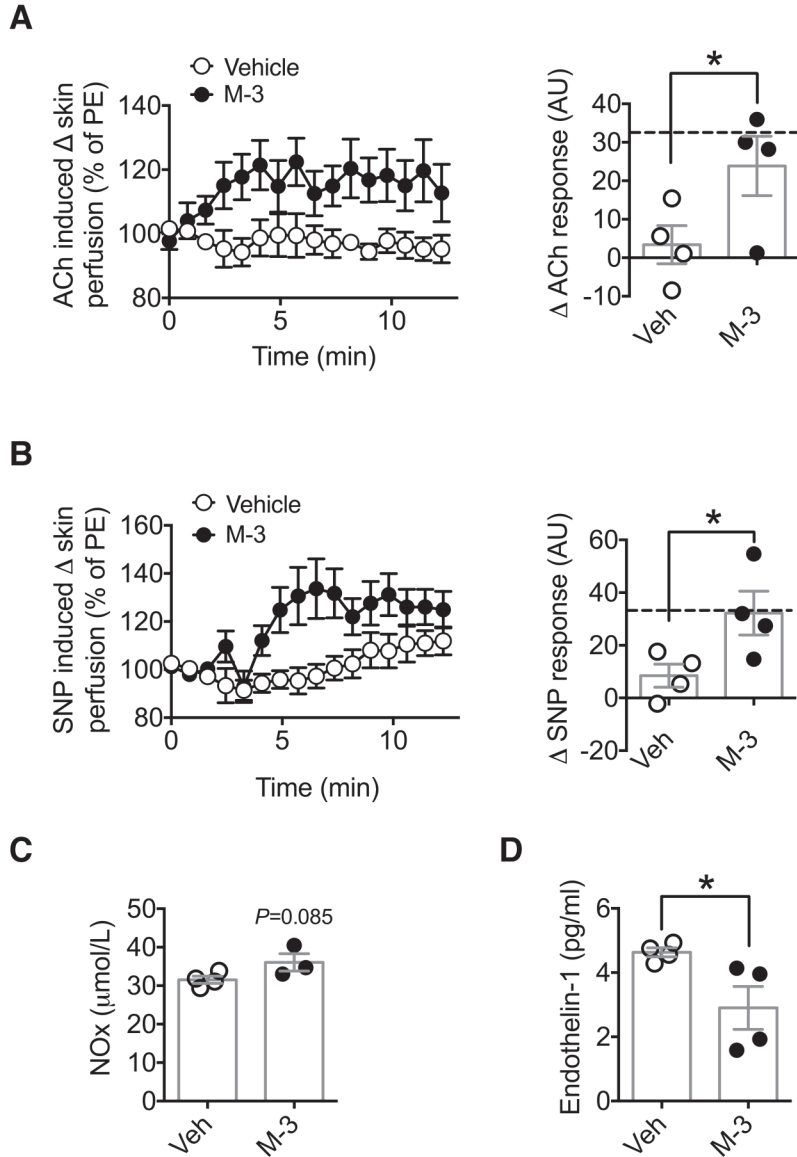 A
Vehicle
M-3
ACh induced Δ skin
perfusion (% of PE)
140
120
100
80
0
5
10
Time (min)
Δ ACh response (AU)
40
30
20
10
0
-10
*
Veh
M-3
B
Vehicle
M-3
SNP induced Δ skin
perfusion (% of PE)
160
140
120
100
80
0
5
10
Time (min)
Δ SNP response (AU)
60
40
20
0
-20
*
Veh
M-3
C
NOx (μmol/L)
50
40
30
20
10
0
P=0.085
Veh
M-3
D
Endothelin-1 (pg/ml)
6
4
2
0
*
Veh
M-3